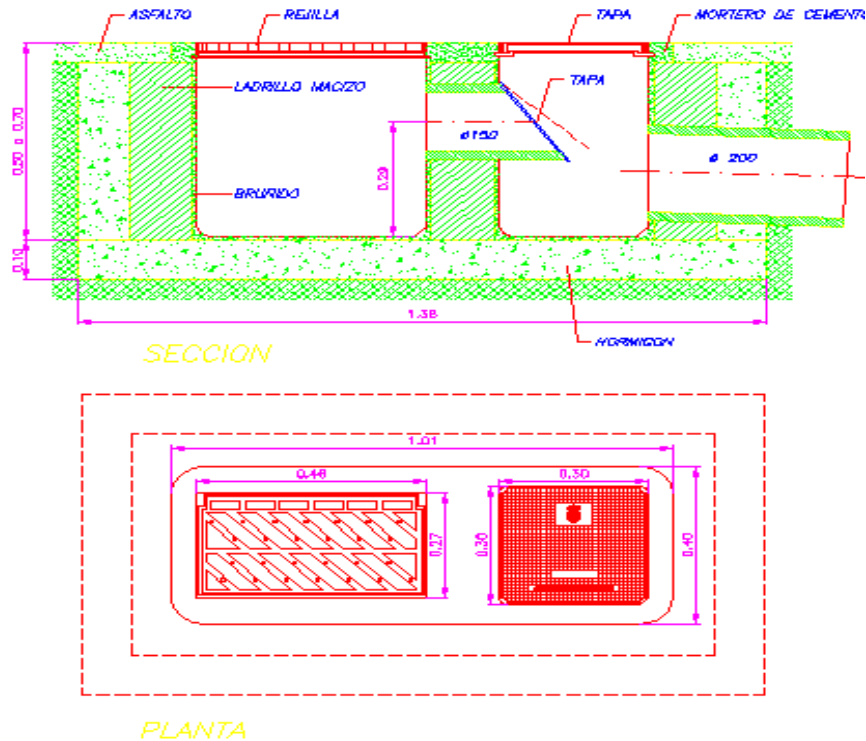 ASFALTO
REJILLA
TAPA
MORTERO DE CEMENTO
LADRILLO MACIZO
TAPA
ø150
ø 200
0.50 a 0.70
0.29
BRUÑIDO
0.10
1.38
HORMIGON
SECCION
1.01
0.46
0.30
0.27
0.36
0.40
PLANTA